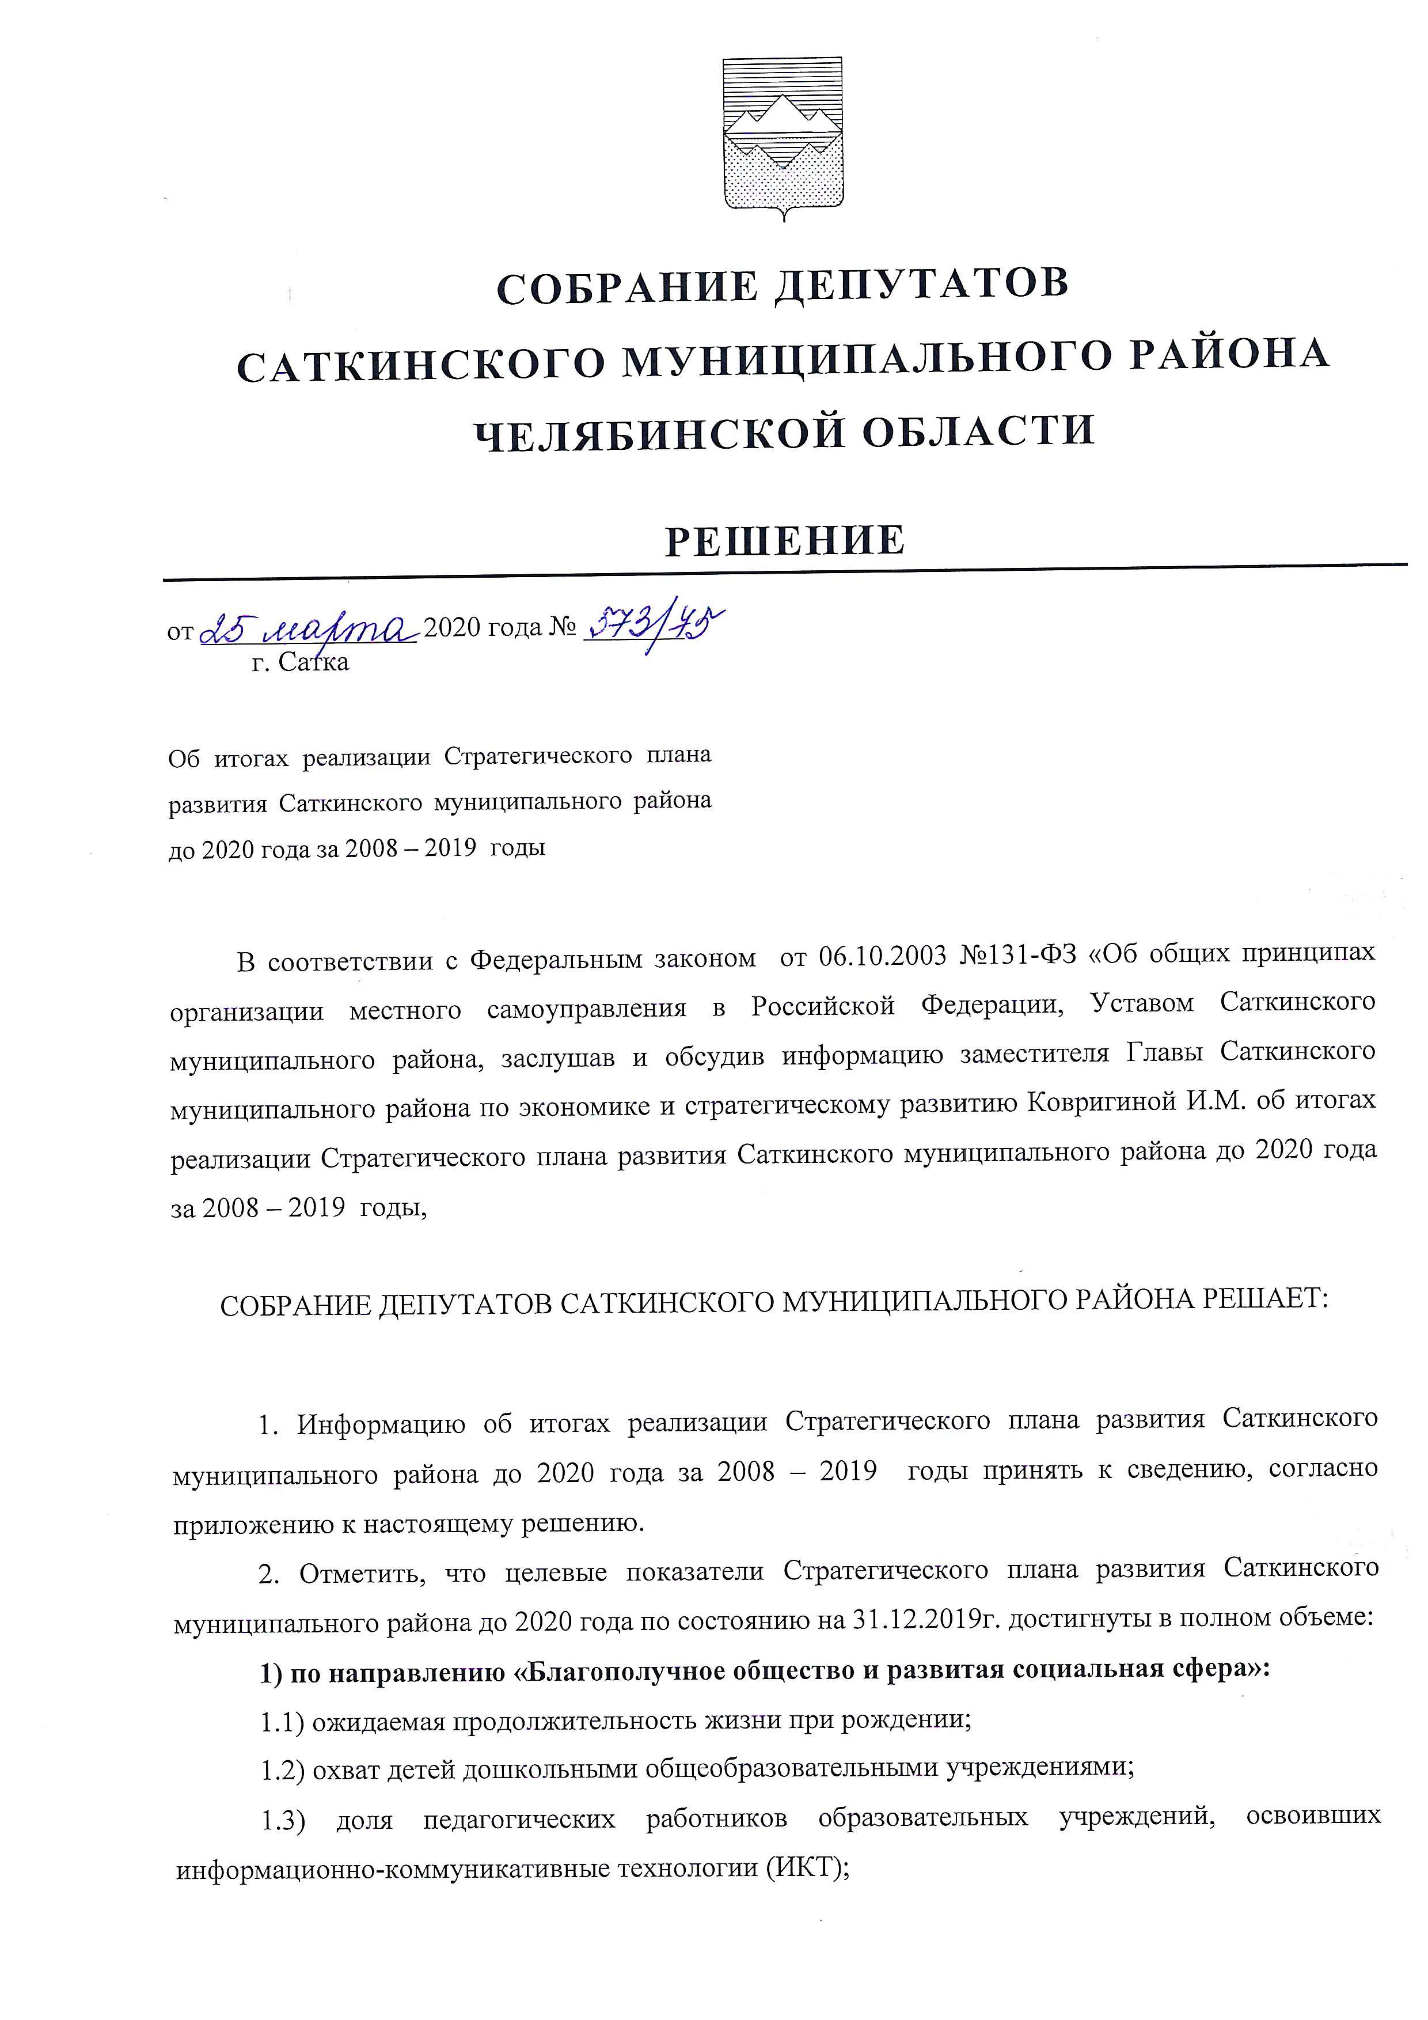 СОБРАНИЕ ДЕПУТАТОВ
САТКИНСКОГО МУНИЦИПАЛЬНОГО РАЙОНА
ЧЕЛЯБИНСКОЙ ОБЛАСТИ
РЕШЕНИЕ
от 25 марта 2020 года № 573/75
г. Сатка
Об итогах реализации Стратегического плана
развития Саткинского муниципального района
до 2020 года за 2008 – 2019 годы
В соответствии с Федеральным законом от 06.10.2003 №131-ФЗ «Об общих принципах
организации местного самоуправления в Российской Федерации, Уставом Саткинского
муниципального района, заслушав и обсудив информацию заместителя Главы Саткинского
муниципального района по экономике и стратегическому развитию Ковригиной И.М. об итогах
реализации Стратегического плана развития Саткинского муниципального района до 2020 года
за 2008 – 2019 годы,
СОБРАНИЕ ДЕПУТАТОВ САТКИНСКОГО МУНИЦИПАЛЬНОГО РАЙОНА РЕШАЕТ:
1. Информацию об итогах реализации Стратегического плана развития Саткинского
муниципального района до 2020 года за 2008 – 2019 годы принять к сведению, согласно
приложению к настоящему решению.
2. Отметить, что целевые показатели Стратегического плана развития Саткинского
муниципального района до 2020 года по состоянию на 31.12.2019г. достигнуты в полном объеме:
1) по направлению «Благополучное общество и развитая социальная сфера»:
1.1) ожидаемая продолжительность жизни при рождении;
1.2) охват детей дошкольными общеобразовательными учреждениями;
1.3) доля педагогических работников образовательных учреждений, освоивших
информационно-коммуникативные технологии (ИКТ);